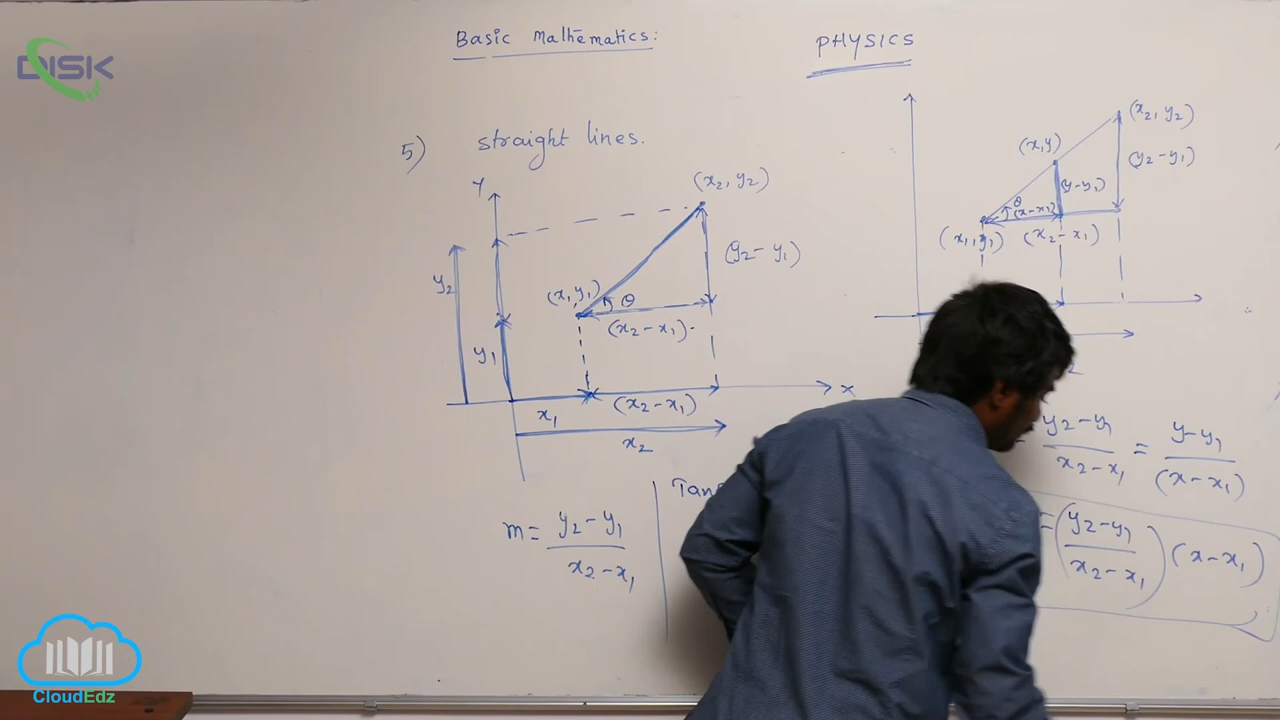 DISK
Basic Mathematics:
PHYSICS
5) straight lines.
Y
(x2, y2)
y2
(x1, y1)
θ
(y2 - y1)
(x2 - x1)
y1
x1
(x2 - x1)
X
x2
m = y2 - y1 / x2 - x1
(x2, y2)
(x, y)
(y2 - y1)
(y - y1)
θ
(x - x1)
(x1, y1)
(x2 - x1)
y2 - y1 / x2 - x1 = y - y1 / (x - x1)
= (y2 - y1 / x2 - x1) (x - x1)
CloudEdz